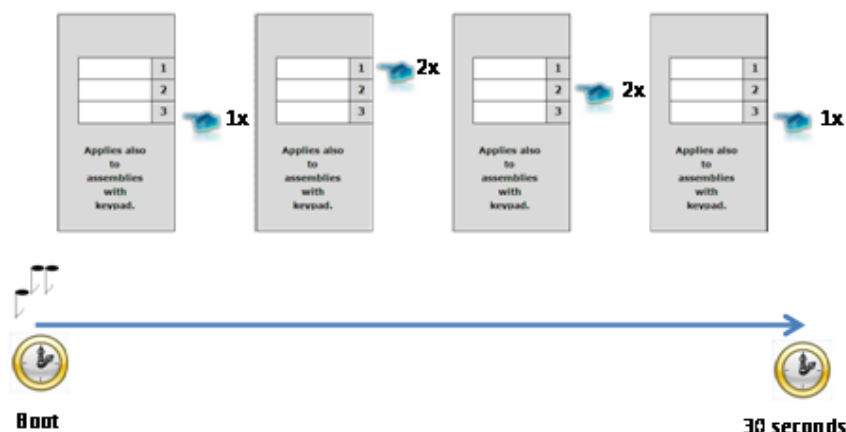 1
2
3
1x
Applies also
to
assemblies
with
keypad.
1
2
3
2x
Applies also
to
assemblies
with
keypad.
1
2
3
2x
Applies also
to
assemblies
with
keypad.
1
2
3
1x
Applies also
to
assemblies
with
keypad.
Boot
30 seconds